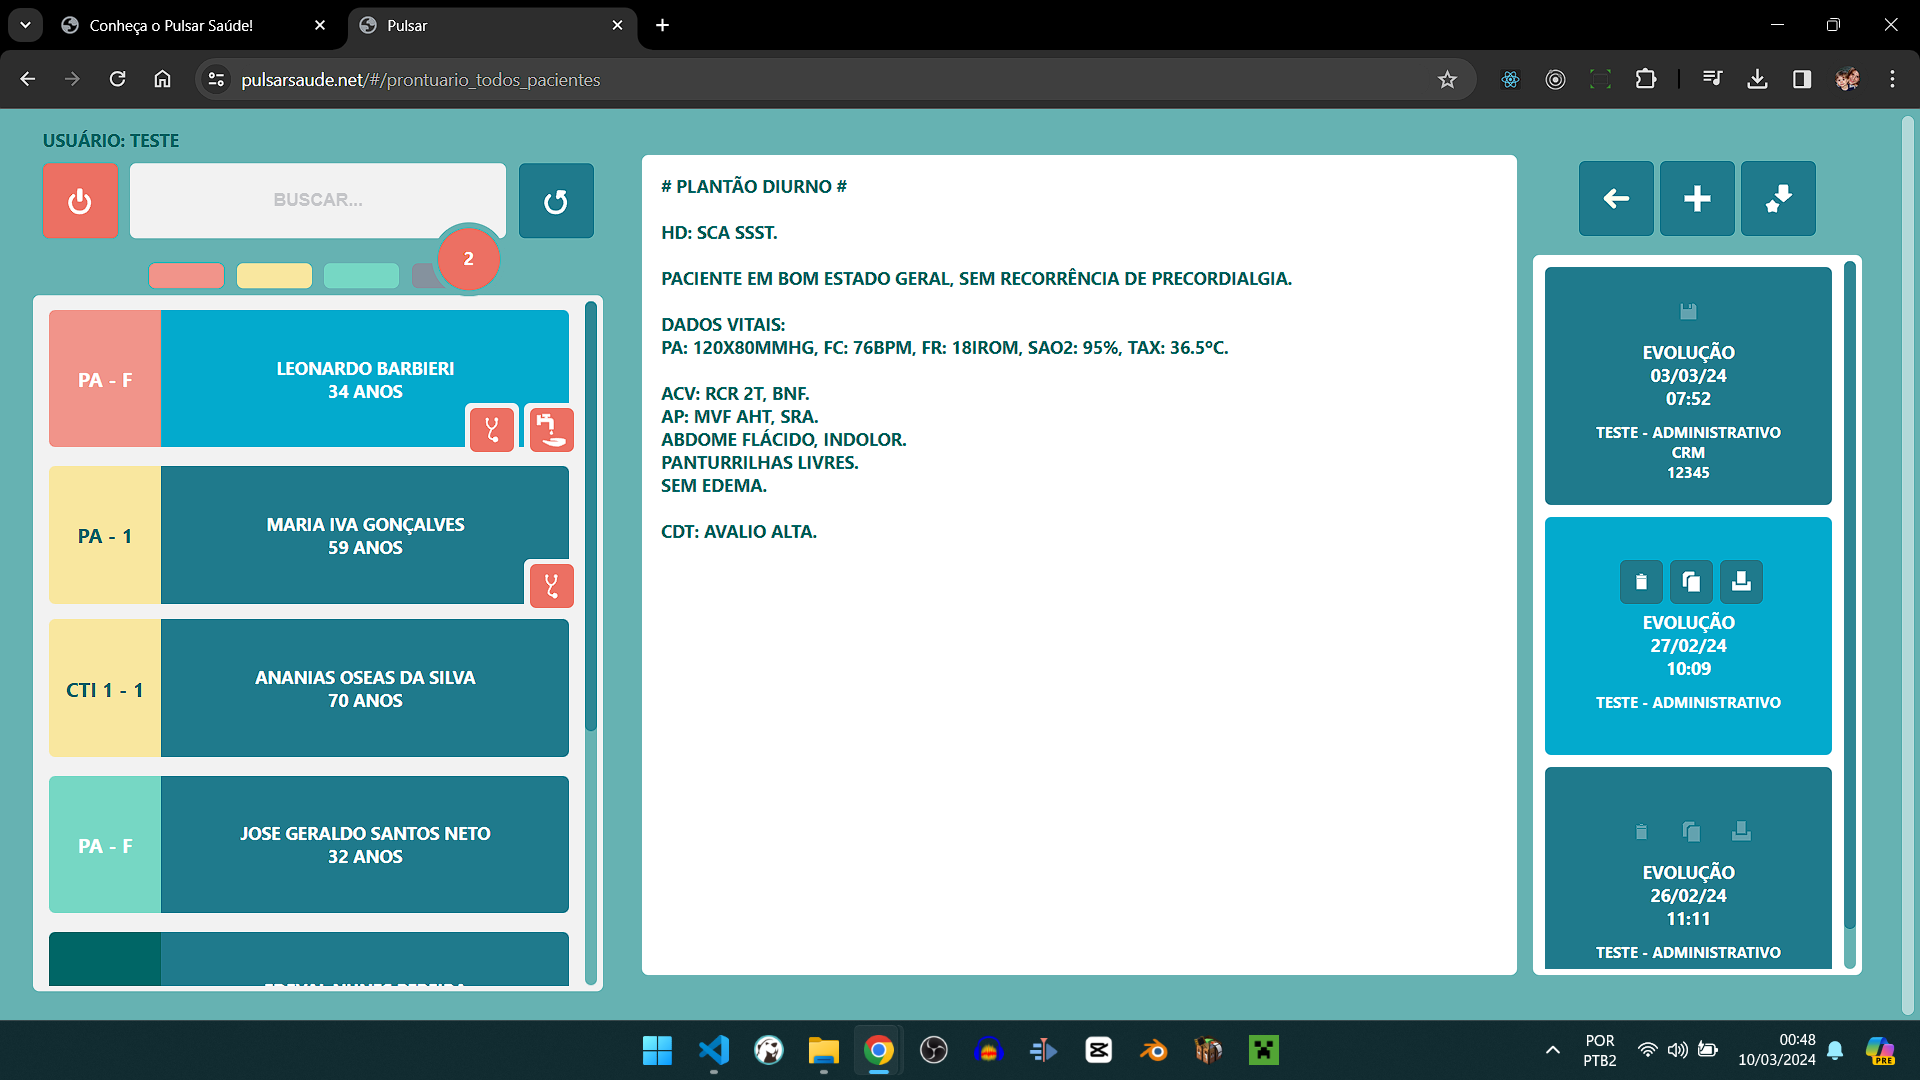 Conheça o Pulsar Saúde!
Pulsar
pulsarsaude.net/#/prontuario_todos_pacientes
USUÁRIO: TESTE
BUSCAR...
2
PA - F
LEONARDO BARBIERI
34 ANOS
PA - 1
MARIA IVA GONÇALVES
59 ANOS
CTI 1 - 1
ANANIAS OSEAS DA SILVA
70 ANOS
PA - F
JOSE GERALDO SANTOS NETO
32 ANOS
# PLANTÃO DIURNO #
HD: SCA SSST.
PACIENTE EM BOM ESTADO GERAL, SEM RECORRÊNCIA DE PRECORDIALGIA.
DADOS VITAIS:
PA: 120X80MMHG, FC: 76BPM, FR: 18IROM, SAO2: 95%, TAX: 36.5ºC.
ACV: RCR 2T, BNF.
AP: MVF AHT, SRA.
ABDOME FLÁCIDO, INDOLOR.
PANTURRILHAS LIVRES.
SEM EDEMA.
CDT: AVALIO ALTA.
EVOLUÇÃO
03/03/24
07:52
TESTE - ADMINISTRATIVO
CRM
12345
EVOLUÇÃO
27/02/24
10:09
TESTE - ADMINISTRATIVO
EVOLUÇÃO
26/02/24
11:11
TESTE - ADMINISTRATIVO
POR
PTB2
00:48
10/03/2024
PRE